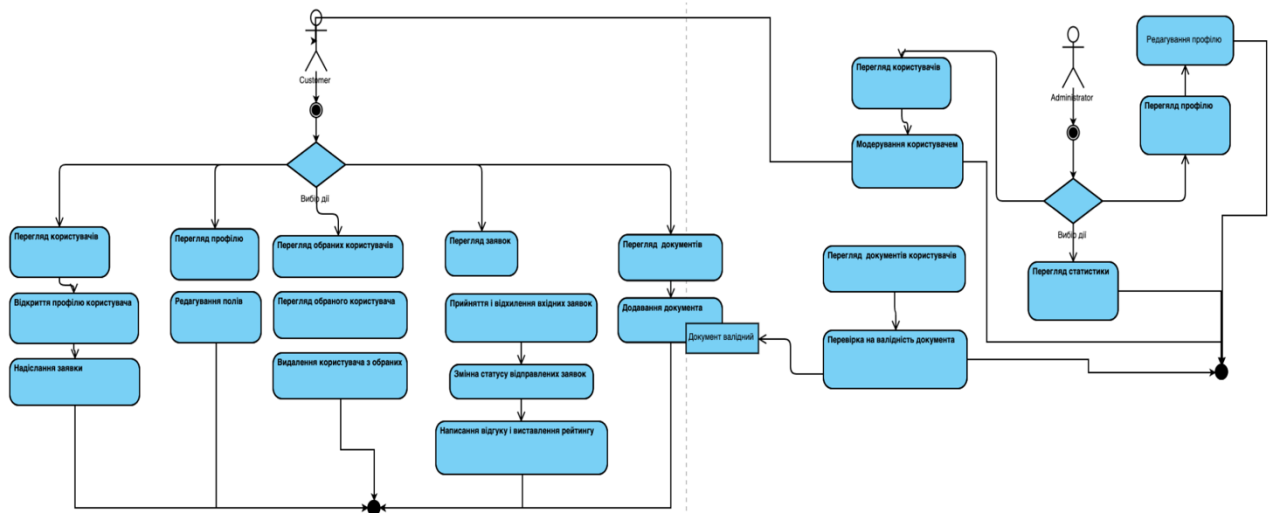 Customer
Вибір дії
Перегляд користувачів
Відкриття профілю користувача
Надіслання заявки
Перегляд профілю
Редагування полів
Перегляд обраних користувачів
Перегляд обраного користувача
Видалення користувача з обраних
Перегляд заявок
Прийняття і відхилення вхідних заявок
Змінна статусу відправлених заявок
Написання відгуку і виставлення рейтингу
Перегляд документів
Додавання документа
Документ валідний
Перегляд користувачів
Модерування користувачем
Перегляд документів користувачів
Перевірка на валідність документа
Administrator
Вибір дії
Перегляд статистики
Редагування профілю
Перегялд профілю